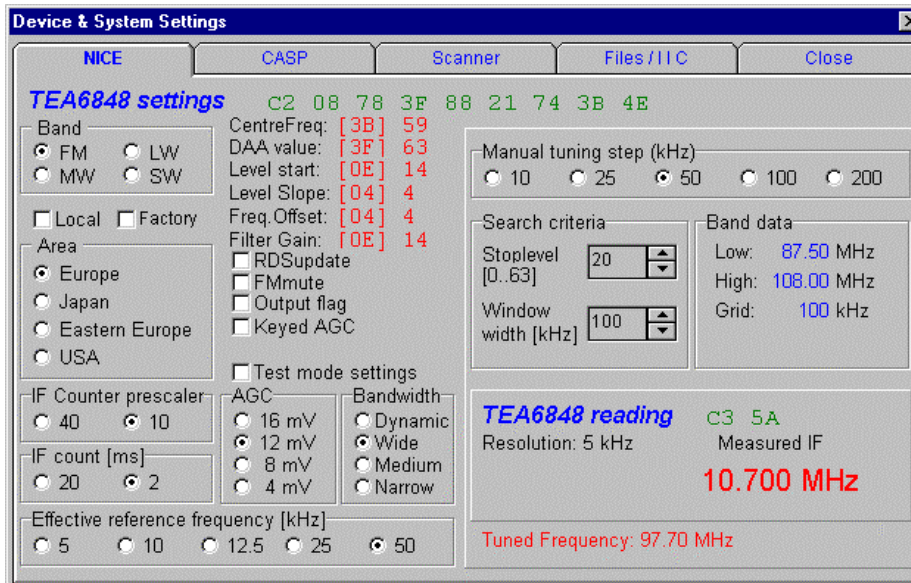 Device & System Settings
NICE CASP Scanner Files / I I C Close
TEA6848 settings C2 08 78 3F 88 21 74 3B 4E
Band
FM LW
MW SW
Local Factory
Area
Europe
Japan
Eastern Europe
USA
IF Counter prescaler
40 10
IF count [ms]
20 2
CentreFreq: [3B] 59
DAA value: [3F] 63
Level start: [0E] 14
Level Slope: [04] 4
Freq.Offset: [04] 4
Filter Gain: [0E] 14
RDSupdate
FMmute
Output flag
Keyed AGC
Test mode settings
AGC
16 mV
12 mV
8 mV
4 mV
Bandwidth
Dynamic
Wide
Medium
Narrow
Effective reference frequency [kHz]
5 10 12.5 25 50
Manual tuning step (kHz)
10 25 50 100 200
Search criteria
Stoplevel
[0..63]
20
Window
width [kHz]
100
Band data
Low: 87.50 MHz
High: 108.00 MHz
Grid: 100 kHz
TEA6848 reading C3 5A
Resolution: 5 kHz Measured IF
10.700 MHz
Tuned Frequency: 97.70 MHz